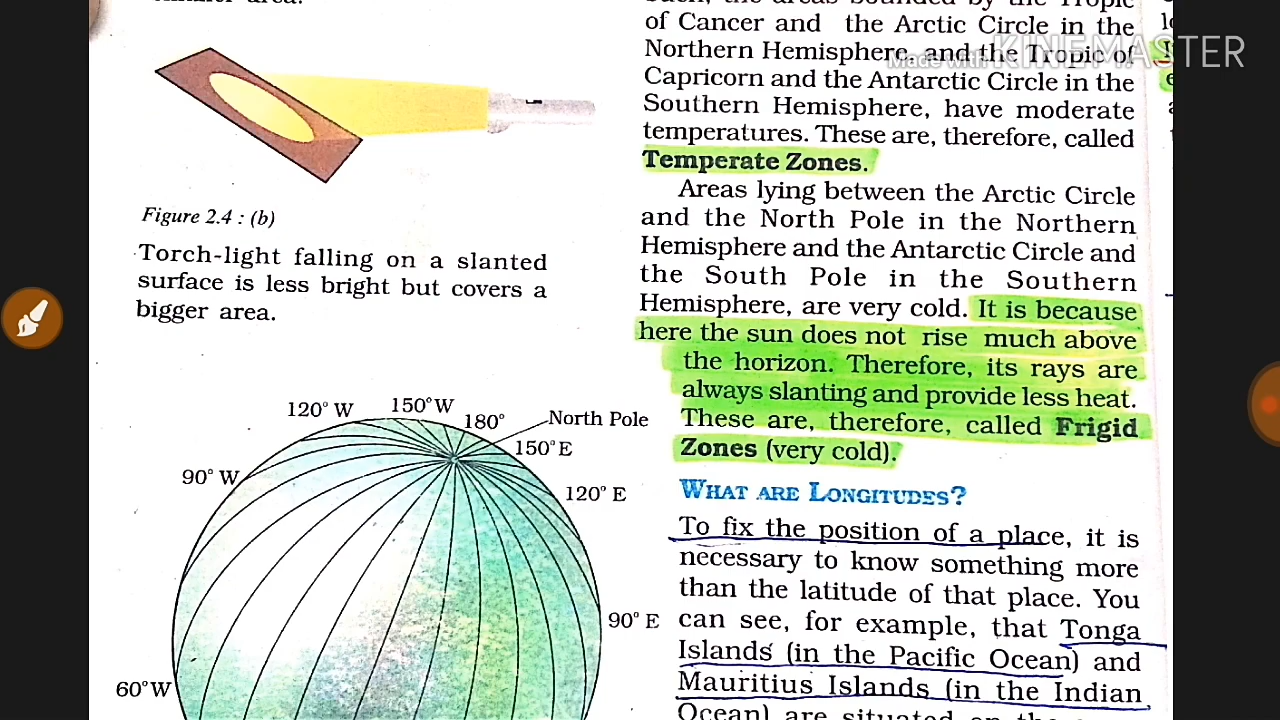 Figure 2.4 : (b)
Torch-light falling on a slanted
surface is less bright but covers a
bigger area.
120° W
150° W
180°
North Pole
150° E
90° W
120° E
90° E
60° W
of Cancer and the Arctic Circle in the
Northern Hemisphere, and the Tropic of
Capricorn and the Antarctic Circle in the
Southern Hemisphere, have moderate
temperatures. These are, therefore, called
Temperate Zones.
Areas lying between the Arctic Circle
and the North Pole in the Northern
Hemisphere and the Antarctic Circle and
the South Pole in the Southern
Hemisphere, are very cold. It is because
here the sun does not rise much above
the horizon. Therefore, its rays are
always slanting and provide less heat.
These are, therefore, called Frigid
Zones (very cold).
WHAT ARE LONGITUDES?
To fix the position of a place, it is
necessary to know something more
than the latitude of that place. You
can see, for example, that Tonga
Islands (in the Pacific Ocean) and
Mauritius Islands (in the Indian
Made with KINEMASTER